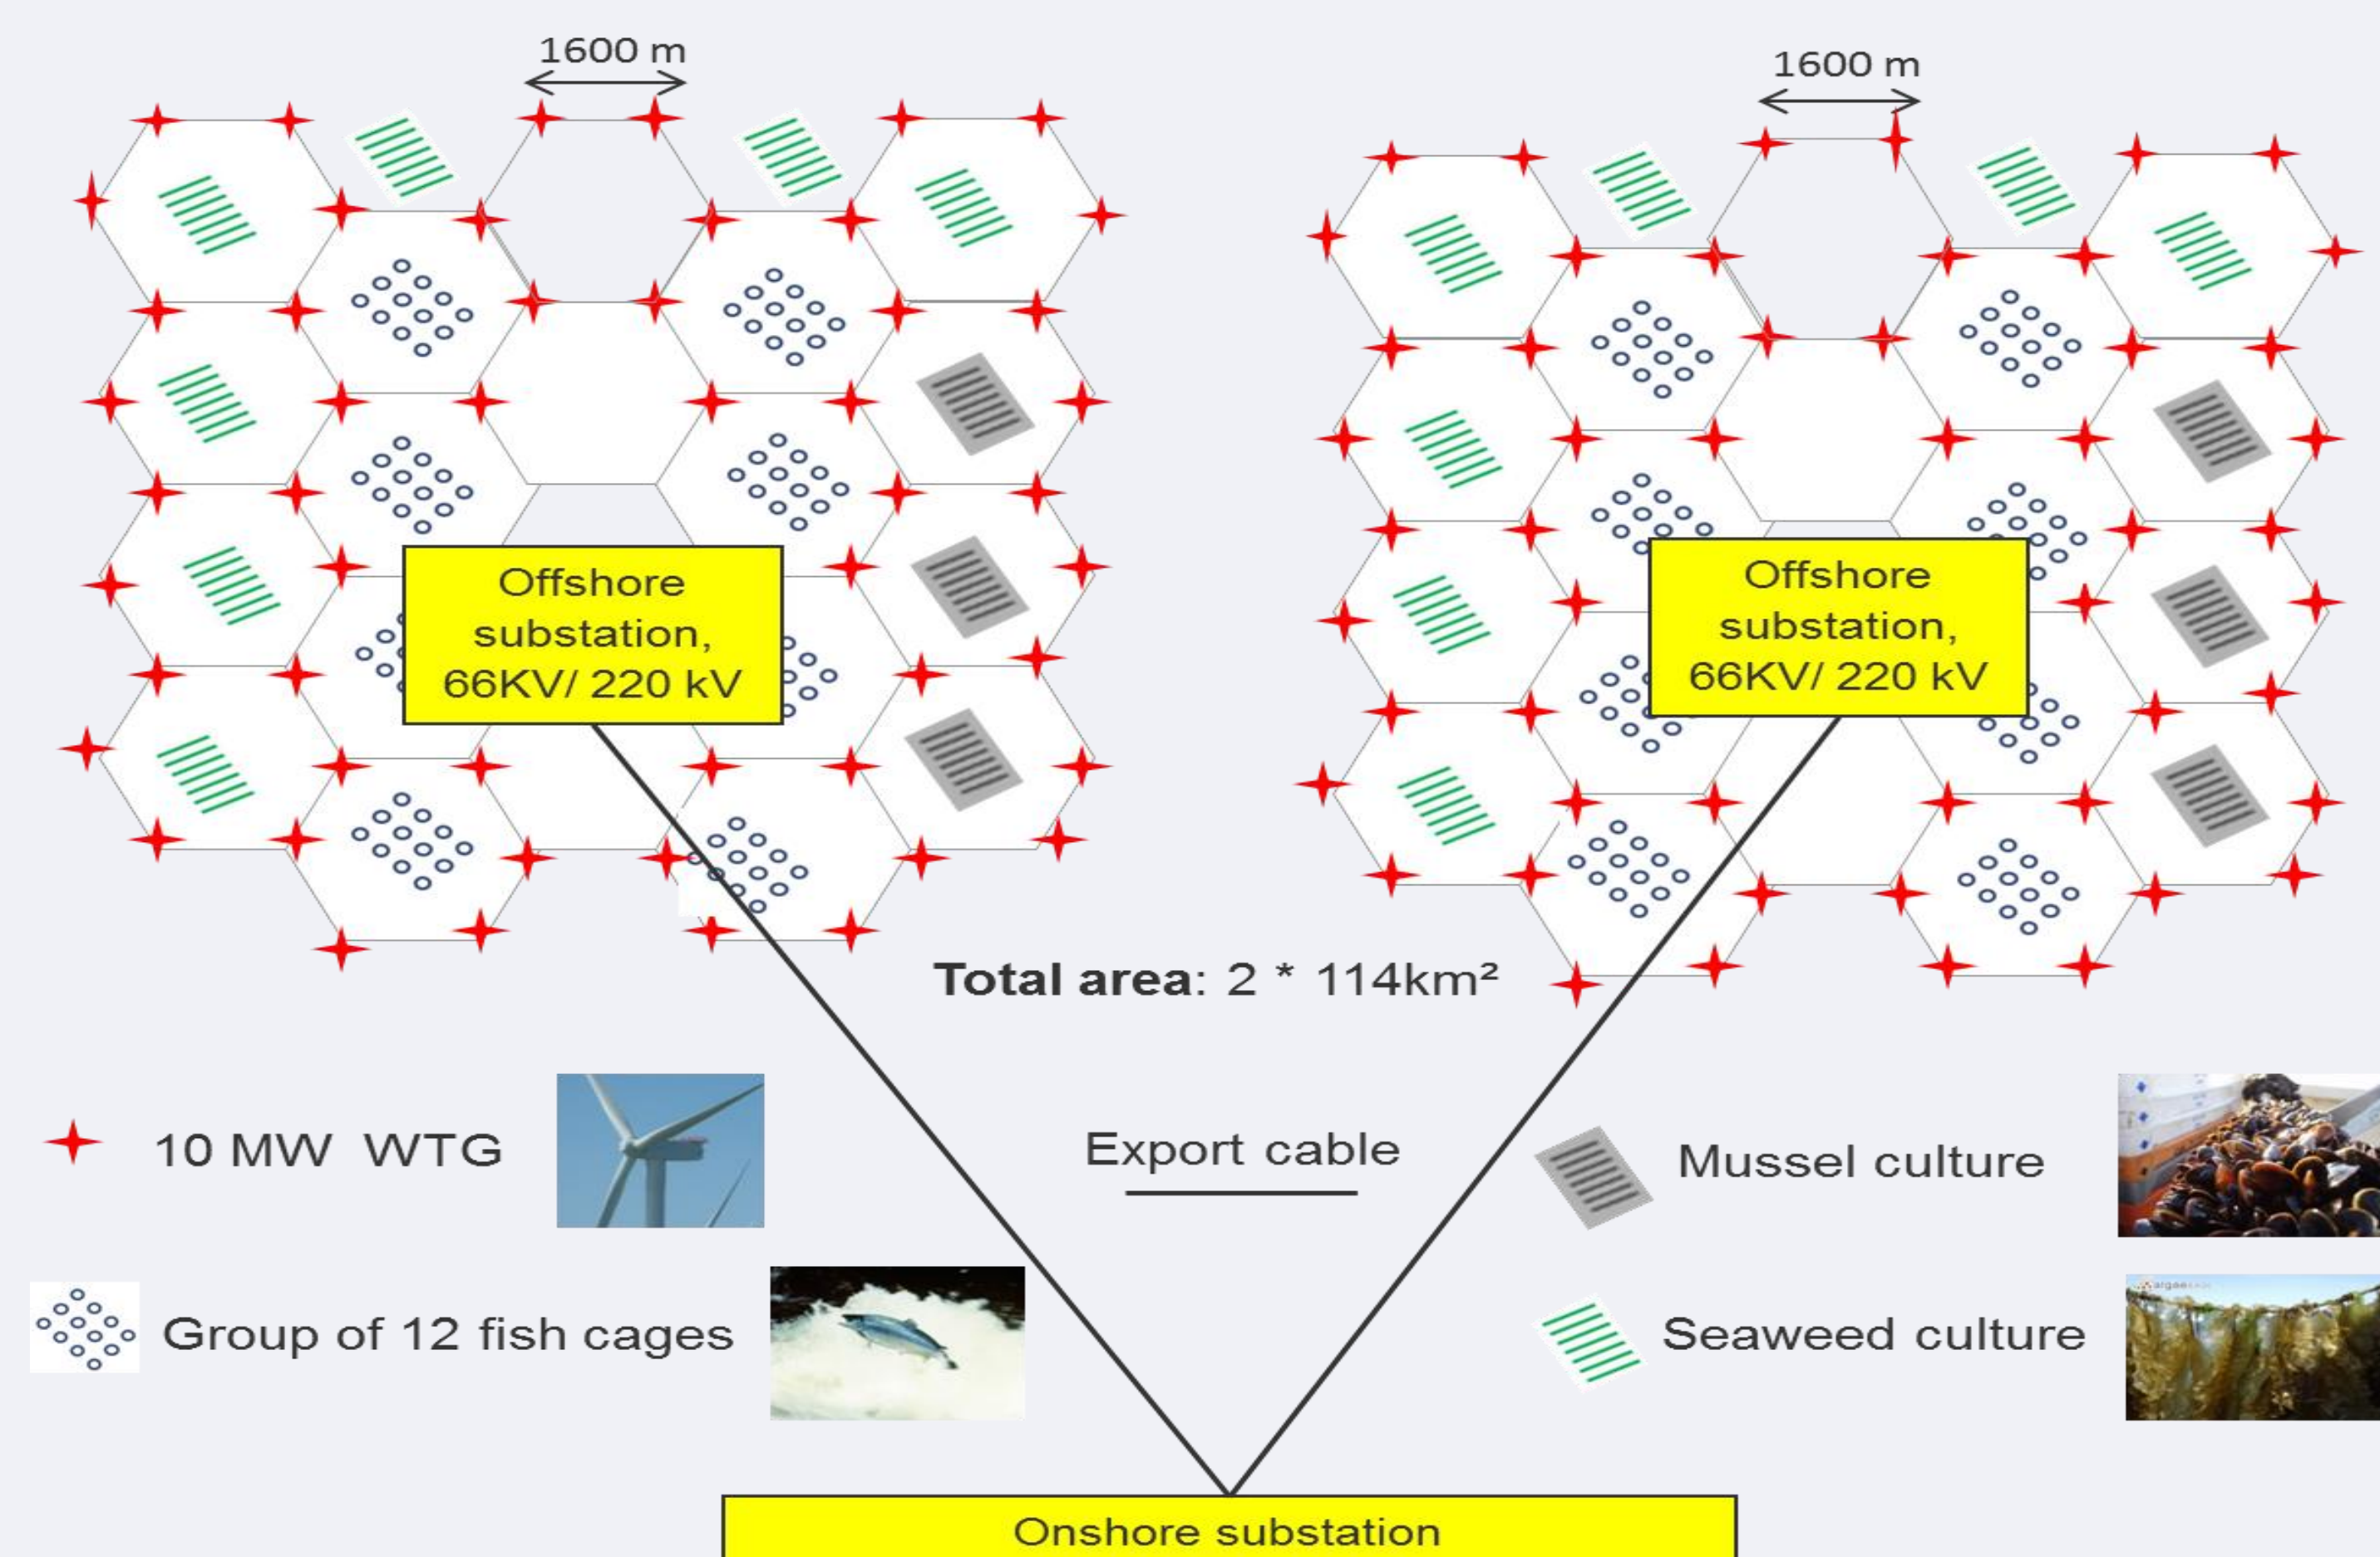 1600 m
1600 m
Offshore
substation,
66KV/ 220 kV
Offshore
substation,
66KV/ 220 kV
Total area: 2 * 114km²
10 MW WTG
Export cable
Mussel culture
Group of 12 fish cages
Seaweed culture
Onshore substation